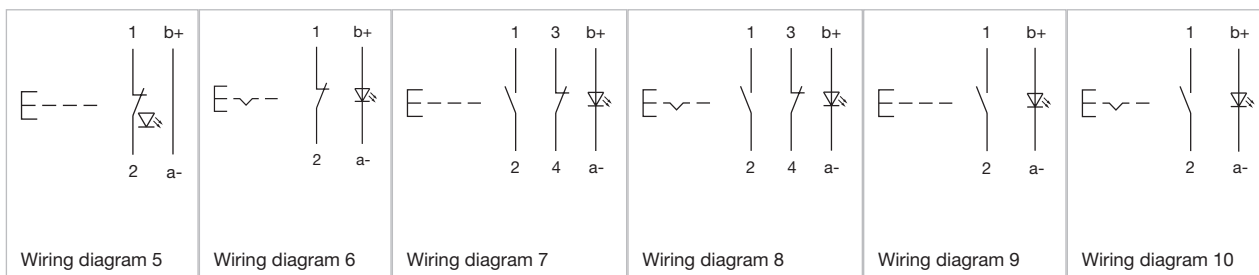 1 b+
2 a-
Wiring diagram 5
1 b+
2 a-
Wiring diagram 6
1 3 b+
2 4 a-
Wiring diagram 7
1 3 b+
2 4 a-
Wiring diagram 8
1 b+
2 a-
Wiring diagram 9
1 b+
2 a-
Wiring diagram 10